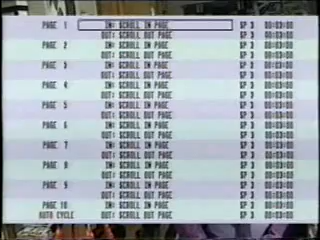 PAGE 1 IN: SCROLL IN PAGE SP 3 00:03:00
OUT: SCROLL OUT PAGE SP 3 00:03:00
PAGE 2 IN: SCROLL IN PAGE SP 3 00:03:00
OUT: SCROLL OUT PAGE SP 3 00:03:00
PAGE 3 IN: SCROLL IN PAGE SP 3 00:03:00
OUT: SCROLL OUT PAGE SP 3 00:03:00
PAGE 4 IN: SCROLL IN PAGE SP 3 00:03:00
OUT: SCROLL OUT PAGE SP 3 00:03:00
PAGE 5 IN: SCROLL IN PAGE SP 3 00:03:00
OUT: SCROLL OUT PAGE SP 3 00:03:00
PAGE 6 IN: SCROLL IN PAGE SP 3 00:03:00
OUT: SCROLL OUT PAGE SP 3 00:03:00
PAGE 7 IN: SCROLL IN PAGE SP 3 00:03:00
OUT: SCROLL OUT PAGE SP 3 00:03:00
PAGE 8 IN: SCROLL IN PAGE SP 3 00:03:00
OUT: SCROLL OUT PAGE SP 3 00:03:00
PAGE 9 IN: SCROLL IN PAGE SP 3 00:03:00
OUT: SCROLL OUT PAGE SP 3 00:03:00
PAGE 10 IN: SCROLL IN PAGE SP 3 00:03:00
AUTO CYCLE OUT: SCROLL OUT PAGE SP 3 00:03:00